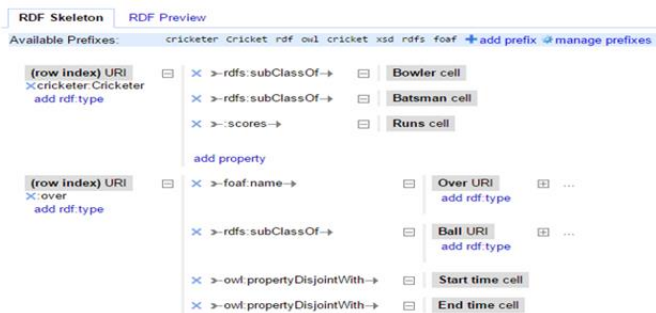 RDF Skeleton RDF Preview
Available Prefixes: cricketer Cricket rdf owl cricket xsd rdfs foaf add prefix manage prefixes
(row index) URI rdfs:subClassOf Bowler cell
cricketer:Cricketer
add rdf:type rdfs:subClassOf Batsman cell
:scores Runs cell
add property
(row index) URI foaf:name Over URI ...
:over add rdf:type
add rdf:type
rdfs:subClassOf Ball URI ...
add rdf:type
owl:propertyDisjointWith Start time cell
owl:propertyDisjointWith End time cell